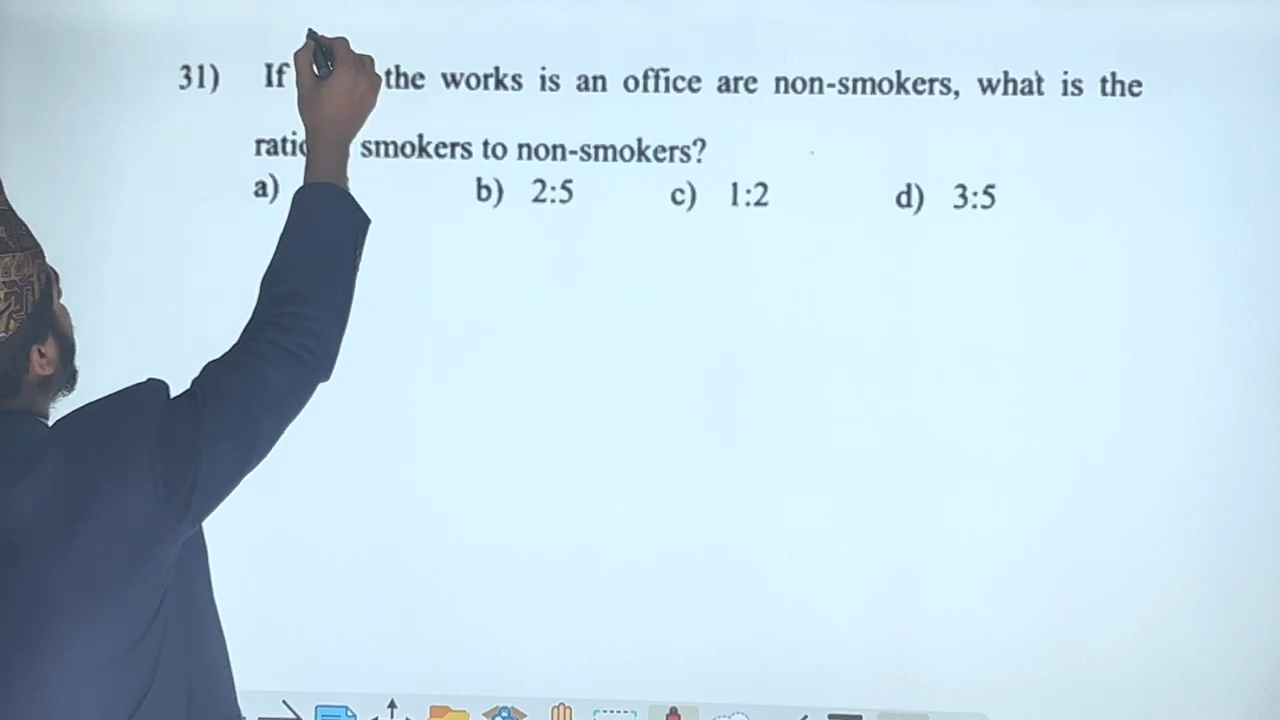 31) If the works is an office are non-smokers, what is the
smokers to non-smokers?
a) b) 2:5 c) 1:2 d) 3:5